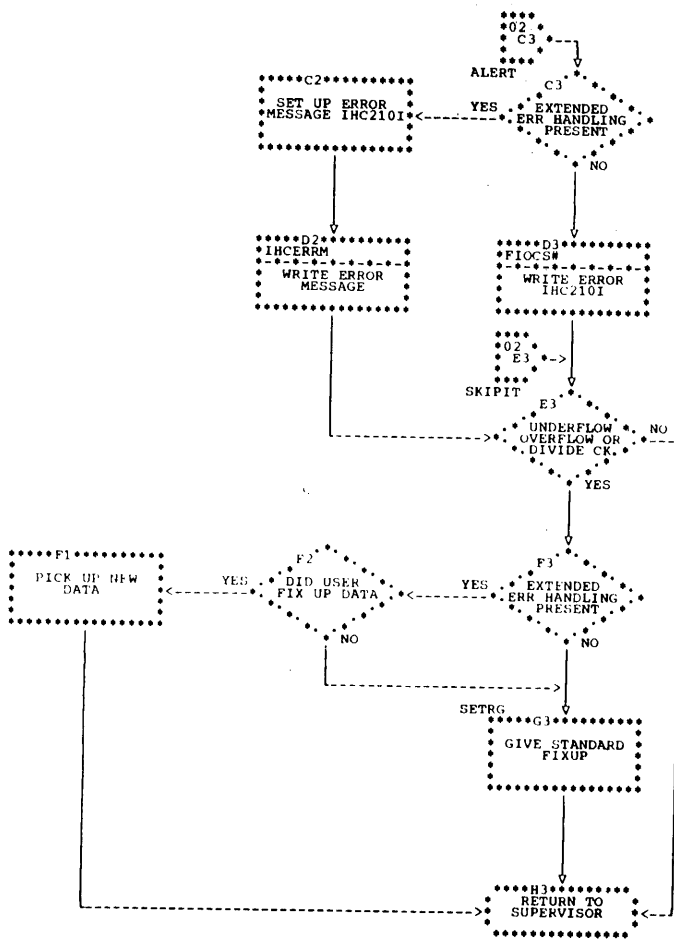 02
C3
ALERT
C2
SET UP ERROR
MESSAGE IHC210I
YES
C3
EXTENDED
ERR HANDLING
PRESENT
NO
D2
IHCERRM
WRITE ERROR
MESSAGE
D3
FIOCS#
WRITE ERROR
IHC210I
02
E3
SKIPIT
E3
UNDERFLOW
OVERFLOW OR
DIVIDE CK.
NO
YES
F1
PICK UP NEW
DATA
YES
F2
DID USER
FIX UP DATA
NO
YES
F3
EXTENDED
ERR HANDLING
PRESENT
NO
SETRG
G3
GIVE STANDARD
FIXUP
H3
RETURN TO
SUPERVISOR